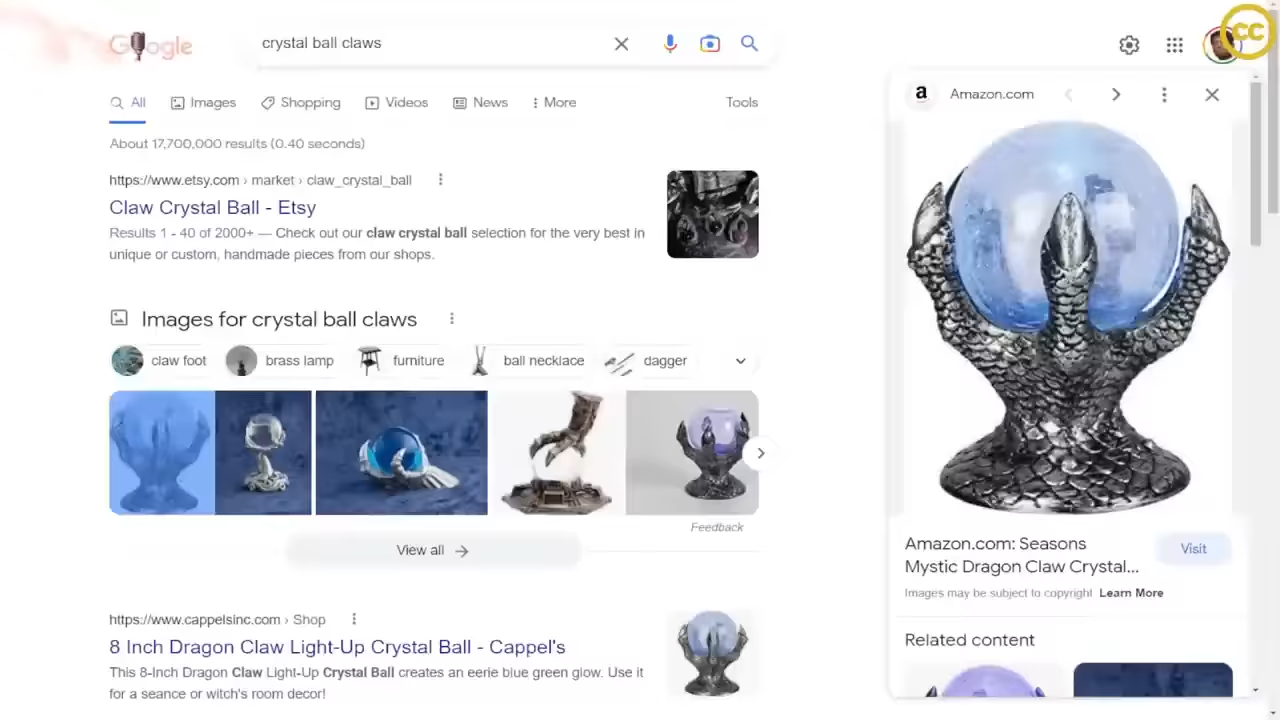 Google
crystal ball claws
CC
All Images Shopping Videos News More Tools
About 17,700,000 results (0.40 seconds)
https://www.etsy.com › market › claw_crystal_ball
Claw Crystal Ball - Etsy
Results 1 - 40 of 2000+ — Check out our claw crystal ball selection for the very best in
unique or custom, handmade pieces from our shops.
Images for crystal ball claws
claw foot brass lamp furniture ball necklace dagger
Feedback
View all
https://www.cappelsinc.com › Shop
8 Inch Dragon Claw Light-Up Crystal Ball - Cappel's
This 8-Inch Dragon Claw Light-Up Crystal Ball creates an eerie blue green glow. Use it
for a seance or witch's room decor!
a Amazon.com
Amazon.com: Seasons
Mystic Dragon Claw Crystal...
Visit
Images may be subject to copyright Learn More
Related content